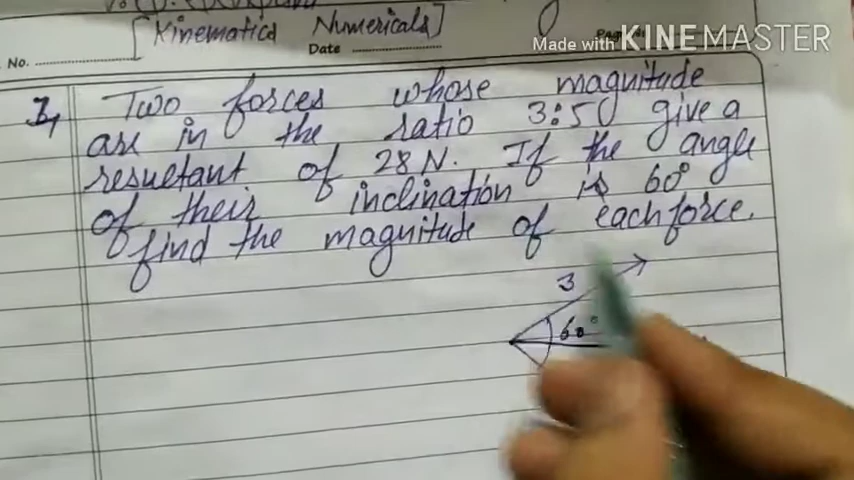 [Kinematics Numericals]
No. Date
Made with KINEMASTER
1, Two forces whose magnitude
are in the ratio 3:5 give a
resultant of 28 N. If the angle
of their inclination is 60°
find the magnitude of each force.
3
60°